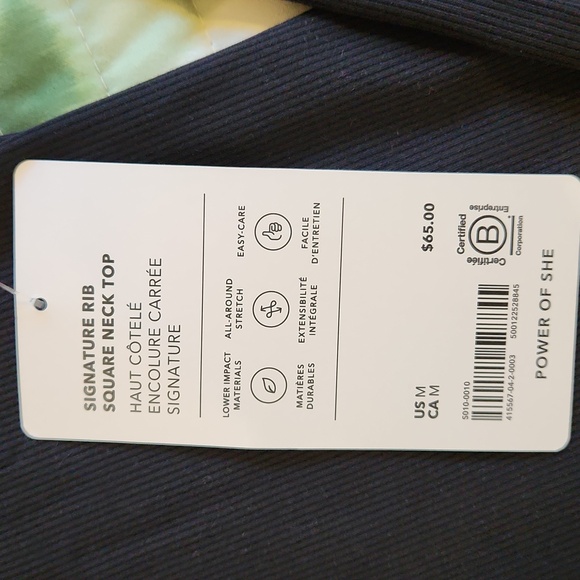 SIGNATURE RIB
SQUARE NECK TOP
HAUT CÔTELÉ
ENCOLURE CARRÉE
SIGNATURE
LOWER IMPACT
MATERIALS
MATIÈRES
DURABLES
ALL-AROUND
STRETCH
EXTENSIBILITÉ
INTÉGRALE
EASY-CARE
FACILE
D'ENTRETIEN
US M
CA M
$65.00
5010-0010
415567-04-2-0003 500122528845
Certified
B
Corporation
Certifiée
Entreprise
POWER OF SHE